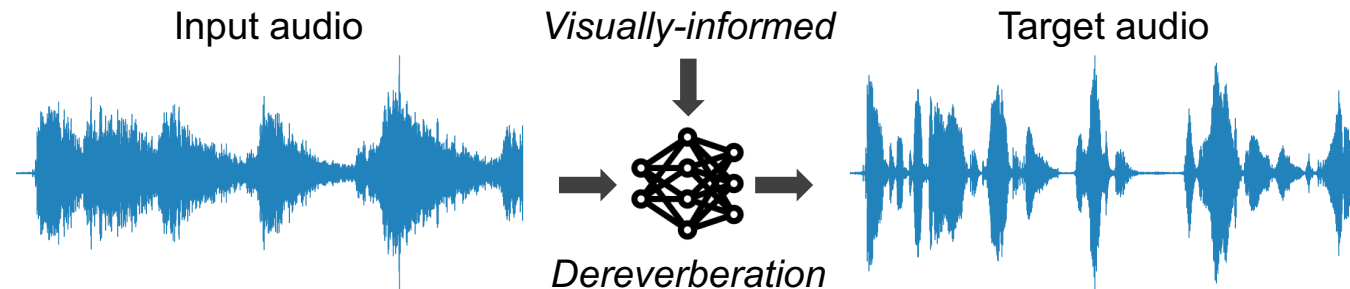 Input audio
Visually-informed
Target audio
Dereverberation